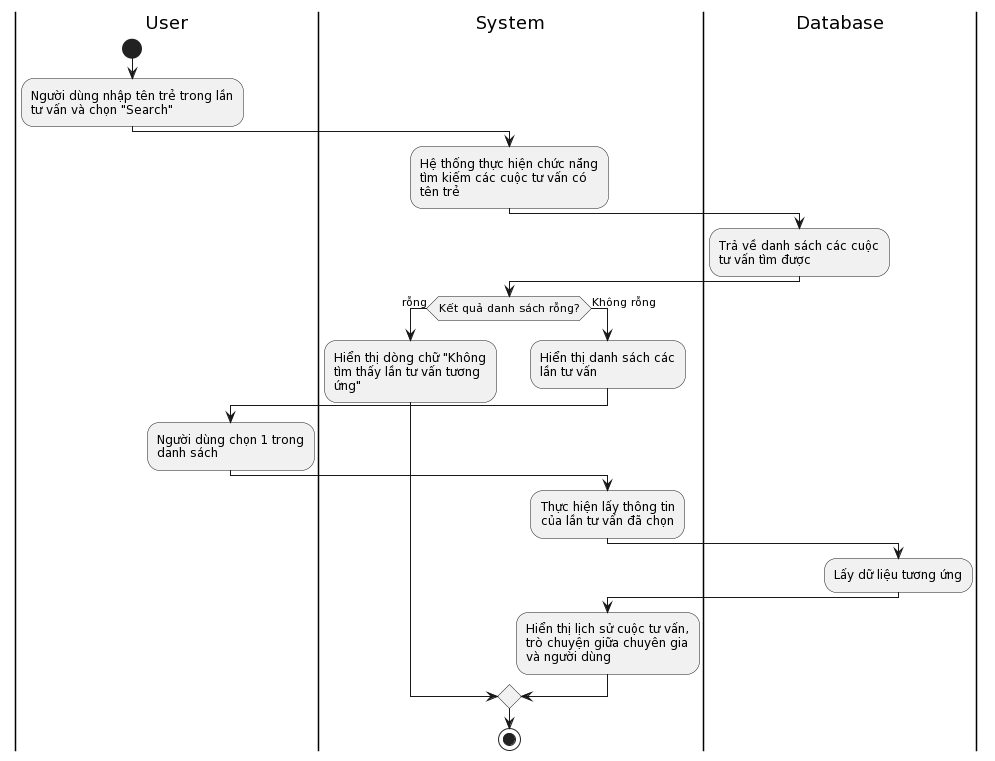 User
System
Database
Người dùng nhập tên trẻ trong lần
tư vấn và chọn "Search"
Hệ thống thực hiện chức năng
tìm kiếm các cuộc tư vấn có
tên trẻ
Trả về danh sách các cuộc
tư vấn tìm được
rỗng
Kết quả danh sách rỗng?
Không rỗng
Hiển thị dòng chữ "Không
tìm thấy lần tư vấn tương
ứng"
Hiển thị danh sách các
lần tư vấn
Người dùng chọn 1 trong
danh sách
Thực hiện lấy thông tin
của lần tư vấn đã chọn
Lấy dữ liệu tương ứng
Hiển thị lịch sử cuộc tư vấn,
trò chuyện giữa chuyên gia
và người dùng